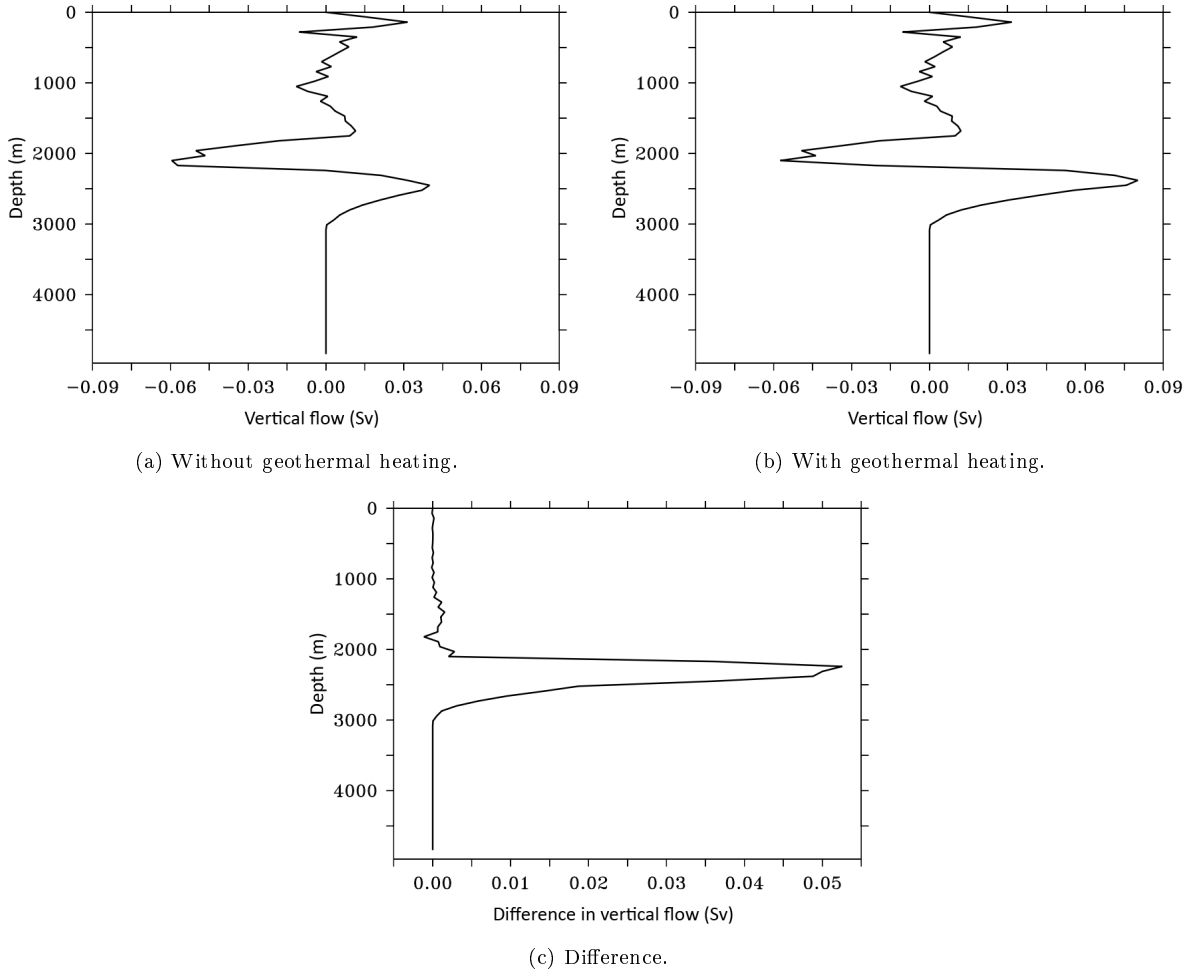 0
1000
2000
3000
4000
Depth (m)
−0.09 −0.06 −0.03 0.00 0.03 0.06 0.09
Vertical flow (Sv)
(a) Without geothermal heating.
0
1000
2000
3000
4000
Depth (m)
−0.09 −0.06 −0.03 0.00 0.03 0.06 0.09
Vertical flow (Sv)
(b) With geothermal heating.
0
1000
2000
3000
4000
Depth (m)
0.00 0.01 0.02 0.03 0.04 0.05
Difference in vertical flow (Sv)
(c) Difference.